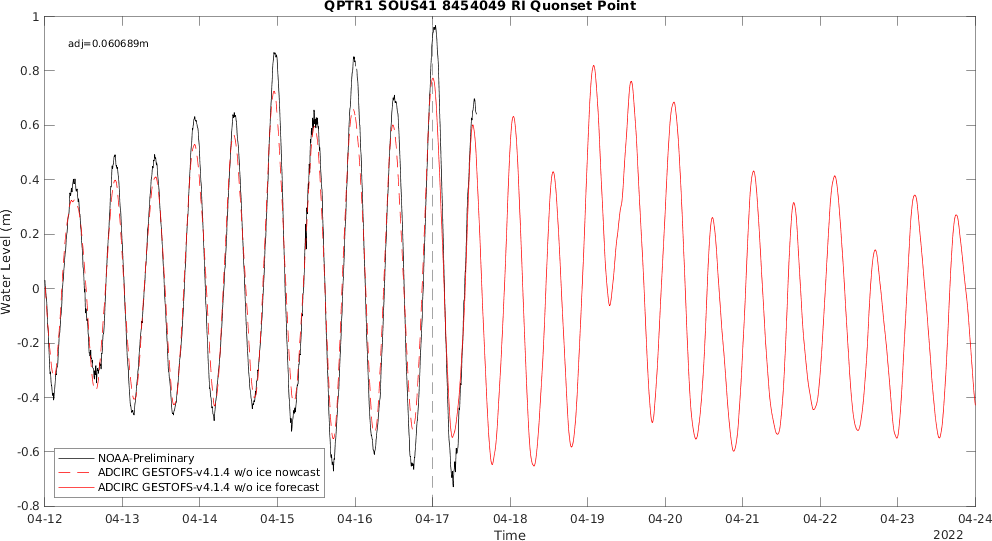 QPTR1 SOUS41 8454049 RI Quonset Point
adj=0.060689m
1
0.8
0.6
0.4
0.2
0
-0.2
-0.4
-0.6
-0.8
Water Level (m)
NOAA-Preliminary
ADCIRC GESTOFS-v4.1.4 w/o ice nowcast
ADCIRC GESTOFS-v4.1.4 w/o ice forecast
04-12 04-13 04-14 04-15 04-16 04-17 04-18 04-19 04-20 04-21 04-22 04-23 04-24
Time
2022